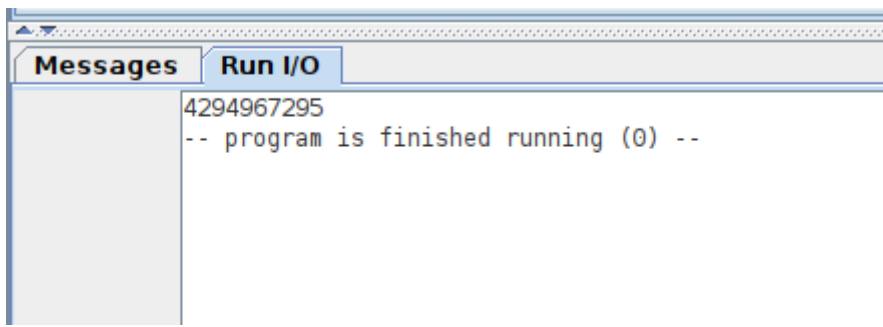 Messages Run I/O
4294967295
-- program is finished running (0) --